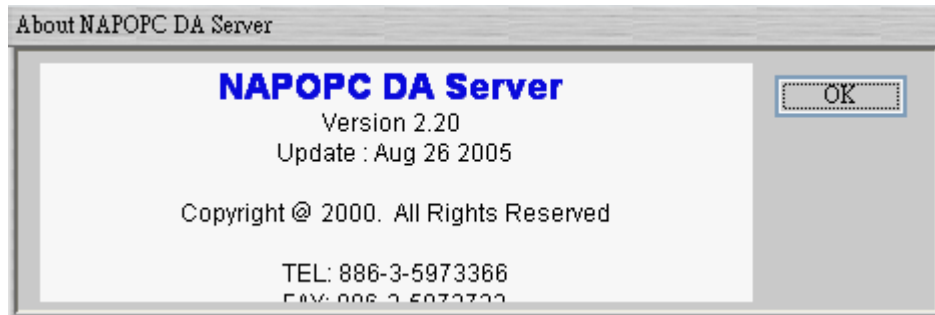 About NAPOPC DA Server
NAPOPC DA Server
OK
Version 2.20
Update : Aug 26 2005
Copyright @ 2000. All Rights Reserved
TEL: 886-3-5973366